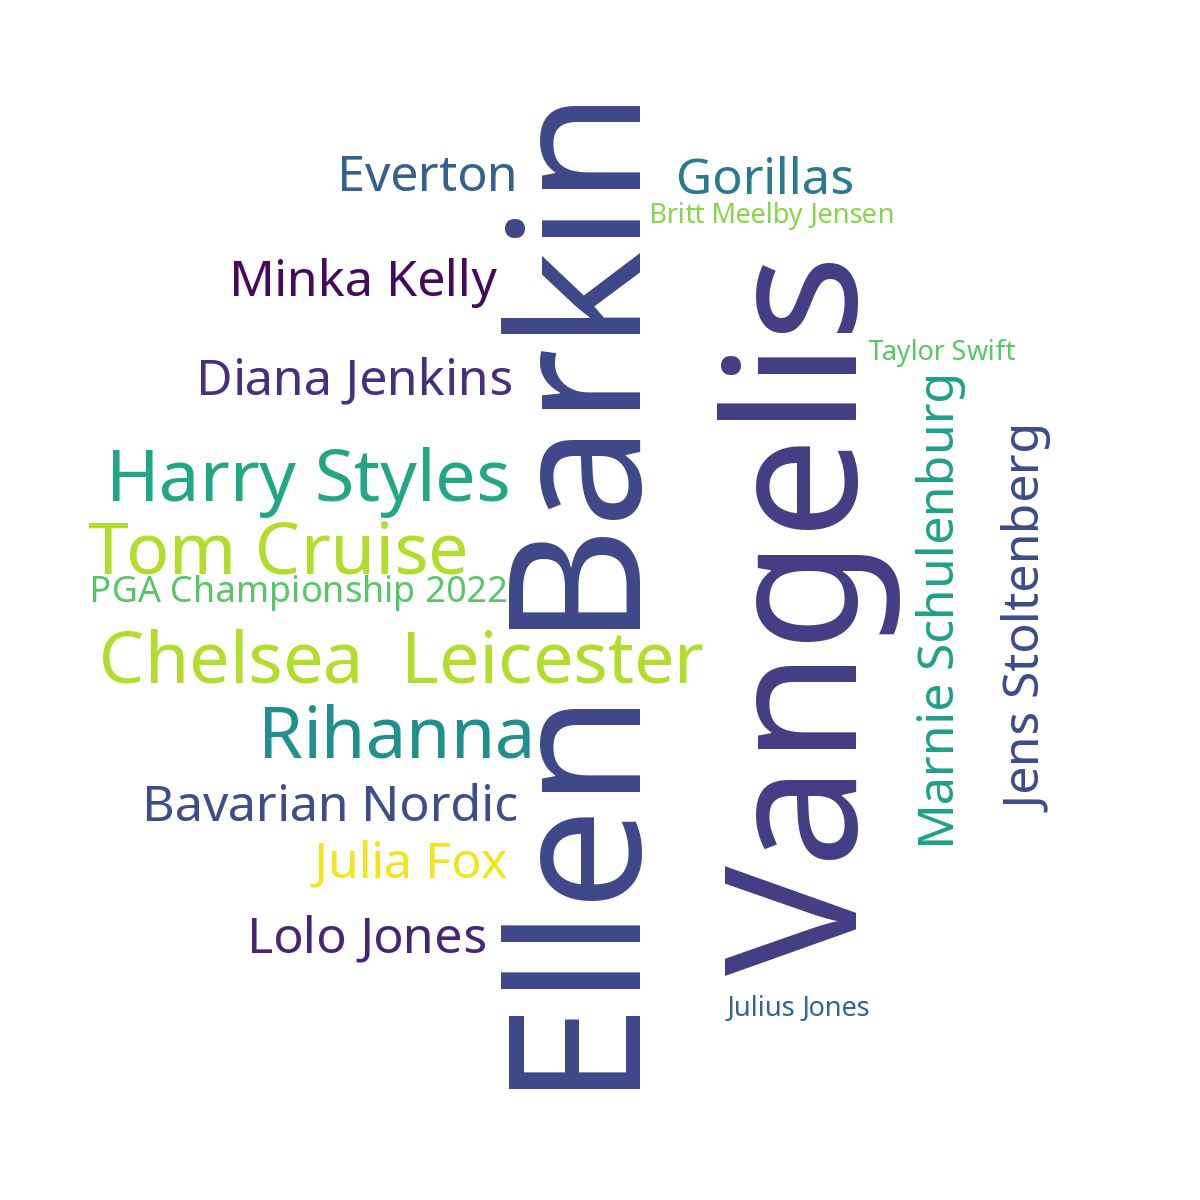 Everton
Gorillas
Britt Meelby Jensen
Minka Kelly
Ellen Barkin
Vangelis
Taylor Swift
Diana Jenkins
Marnie Schulenburg
Jens Stoltenberg
Harry Styles
Tom Cruise
PGA Championship 2022
Chelsea  Leicester
Rihanna
Bavarian Nordic
Julia Fox
Lolo Jones
Julius Jones